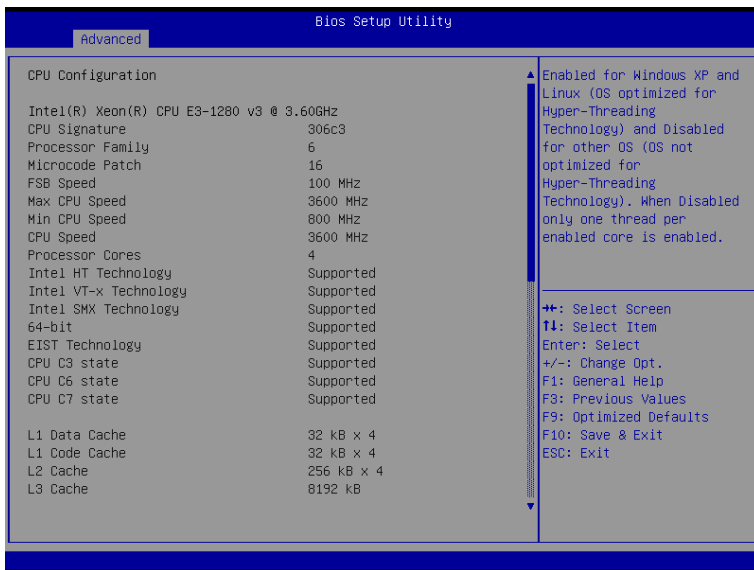 Bios Setup Utility
Advanced
CPU Configuration
Intel(R) Xeon(R) CPU E3-1280 v3 @ 3.60GHz
CPU Signature 306c3
Processor Family 6
Microcode Patch 16
FSB Speed 100 MHz
Max CPU Speed 3600 MHz
Min CPU Speed 800 MHz
CPU Speed 3600 MHz
Processor Cores 4
Intel HT Technology Supported
Intel VT-x Technology Supported
Intel SMX Technology Supported
64-bit Supported
EIST Technology Supported
CPU C3 state Supported
CPU C6 state Supported
CPU C7 state Supported
L1 Data Cache 32 kB x 4
L1 Code Cache 32 kB x 4
L2 Cache 256 kB x 4
L3 Cache 8192 kB
Enabled for Windows XP and
Linux (OS optimized for
Hyper-Threading
Technology) and Disabled
for other OS (OS not
optimized for
Hyper-Threading
Technology). When Disabled
only one thread per
enabled core is enabled.
→←: Select Screen
↑↓: Select Item
Enter: Select
+/-: Change Opt.
F1: General Help
F3: Previous Values
F9: Optimized Defaults
F10: Save & Exit
ESC: Exit